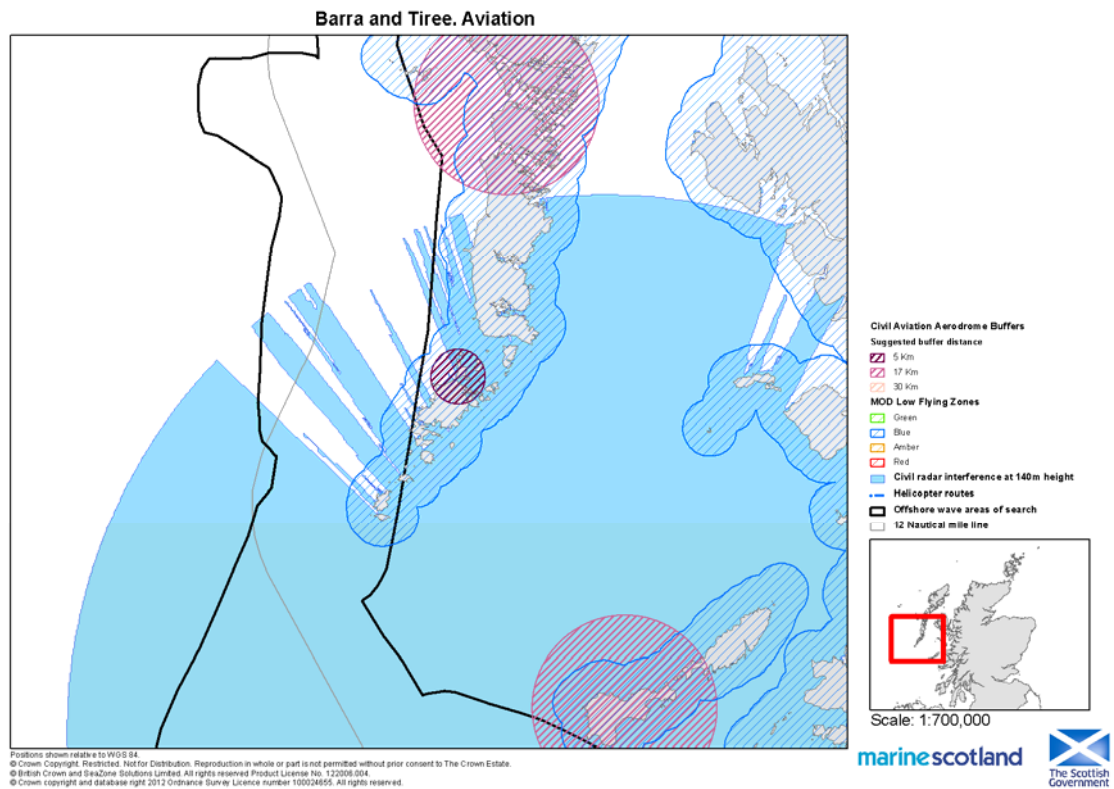 Barra and Tiree. Aviation
Civil Aviation Aerodrome Buffers
Suggested buffer distance
5 Km
17 Km
30 Km
MOD Low Flying Zones
Green
Blue
Amber
Red
Civil radar interference at 140m height
Helicopter routes
Offshore wave areas of search
12 Nautical mile line
Scale: 1:700,000
marinescotland
The Scottish
Government
Positions shown relative to WGS 84.
© Crown Copyright. Restricted. Not for Distribution. Reproduction in whole or part is not permitted without prior consent to The Crown Estate.
© British Crown and SeaZone Solutions Limited. All rights reserved Product License No. 122006.004.
© Crown copyright and database right 2012 Ordnance Survey Licence number 100024655. All rights reserved.